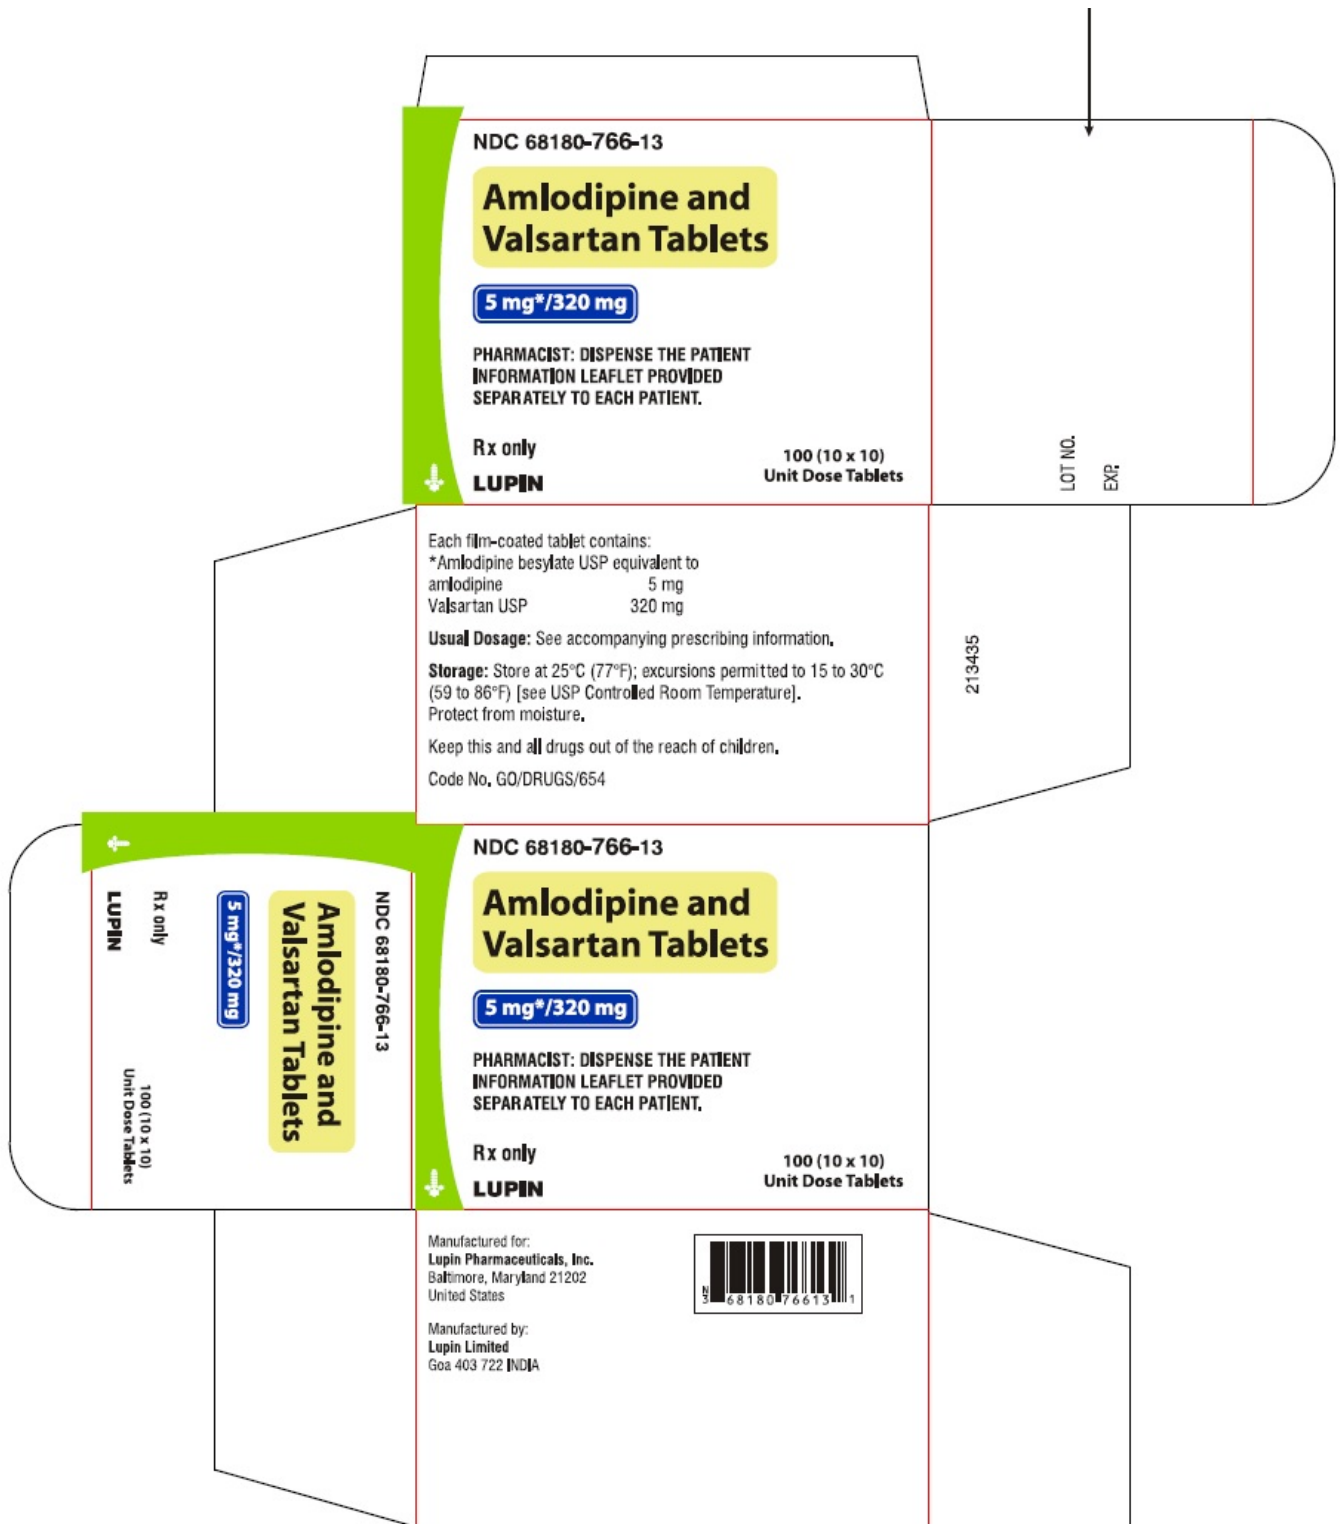 NDC 68180-766-13
Amlodipine and
Valsartan Tablets
5 mg*/320 mg
PHARMACIST: DISPENSE THE PATIENT
INFORMATION LEAFLET PROVIDED
SEPARATELY TO EACH PATIENT.
Rx only
LUPIN
100 (10 x 10)
Unit Dose Tablets
LOT NO.
EXP.
Each film-coated tablet contains:
*Amlodipine besylate USP equivalent to
amlodipine 5 mg
Valsartan USP 320 mg
Usual Dosage: See accompanying prescribing information.
Storage: Store at 25°C (77°F); excursions permitted to 15 to 30°C
(59 to 86°F) [see USP Controlled Room Temperature].
Protect from moisture.
Keep this and all drugs out of the reach of children.
Code No. GO/DRUGS/654
213435
NDC 68180-766-13
Amlodipine and
Valsartan Tablets
5 mg*/320 mg
Rx only
LUPIN
100 (10 x 10)
Unit Dose Tablets
NDC 68180-766-13
Amlodipine and
Valsartan Tablets
5 mg*/320 mg
PHARMACIST: DISPENSE THE PATIENT
INFORMATION LEAFLET PROVIDED
SEPARATELY TO EACH PATIENT.
Rx only
LUPIN
100 (10 x 10)
Unit Dose Tablets
Manufactured for:
Lupin Pharmaceuticals, Inc.
Baltimore, Maryland 21202
United States
Manufactured by:
Lupin Limited
Goa 403 722 INDIA
N
3 68180 76613 1